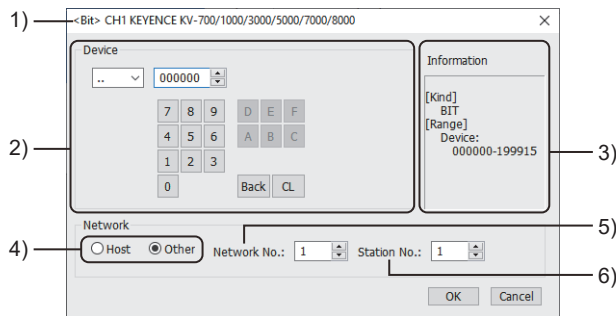 1) <Bit> CH1 KEYENCE KV-700/1000/3000/5000/7000/8000
Device
.. 000000
7 8 9 D E F
4 5 6 A B C
1 2 3
0 Back CL
2)
Information
[Kind]
BIT
[Range]
Device:
000000-199915
3)
Network
4) Host Other Network No.: 1 Station No.: 1
5)
6)
OK Cancel